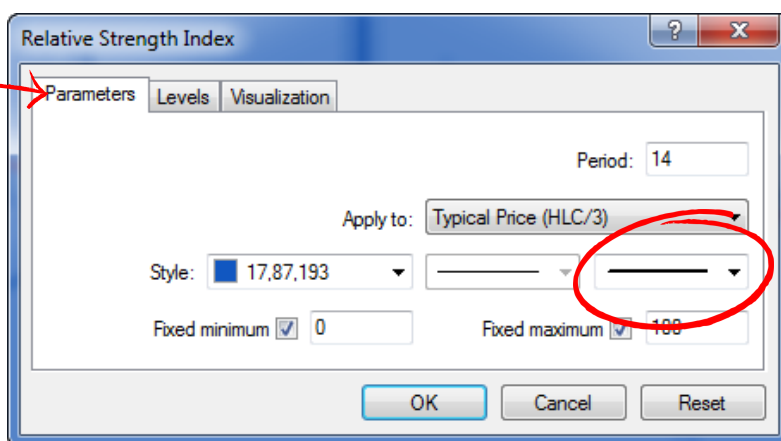 Relative Strength Index
Parameters Levels Visualization
Period: 14
Apply to: Typical Price (HLC/3)
Style: 17,87,193
Fixed minimum 0 Fixed maximum 100
OK Cancel Reset